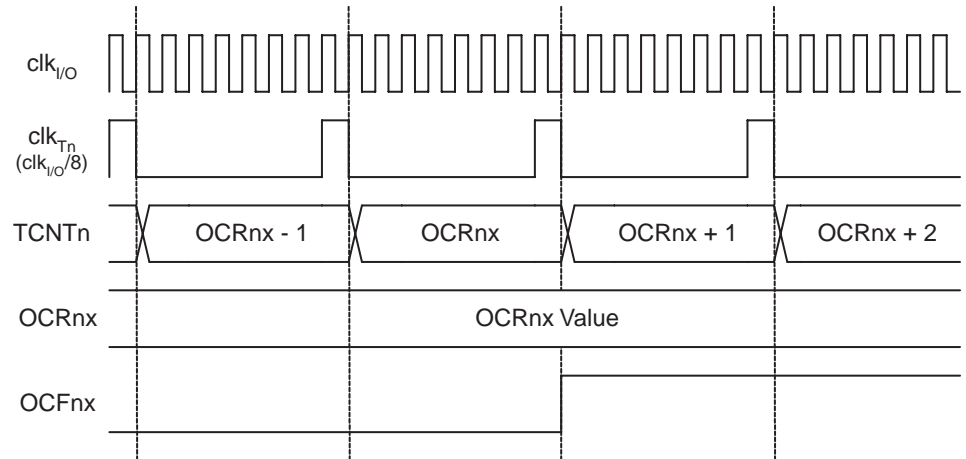 clkI/O
clkTn
(clkI/O/8)
TCNTn OCRnx - 1 OCRnx OCRnx + 1 OCRnx + 2
OCRnx OCRnx Value
OCFnx